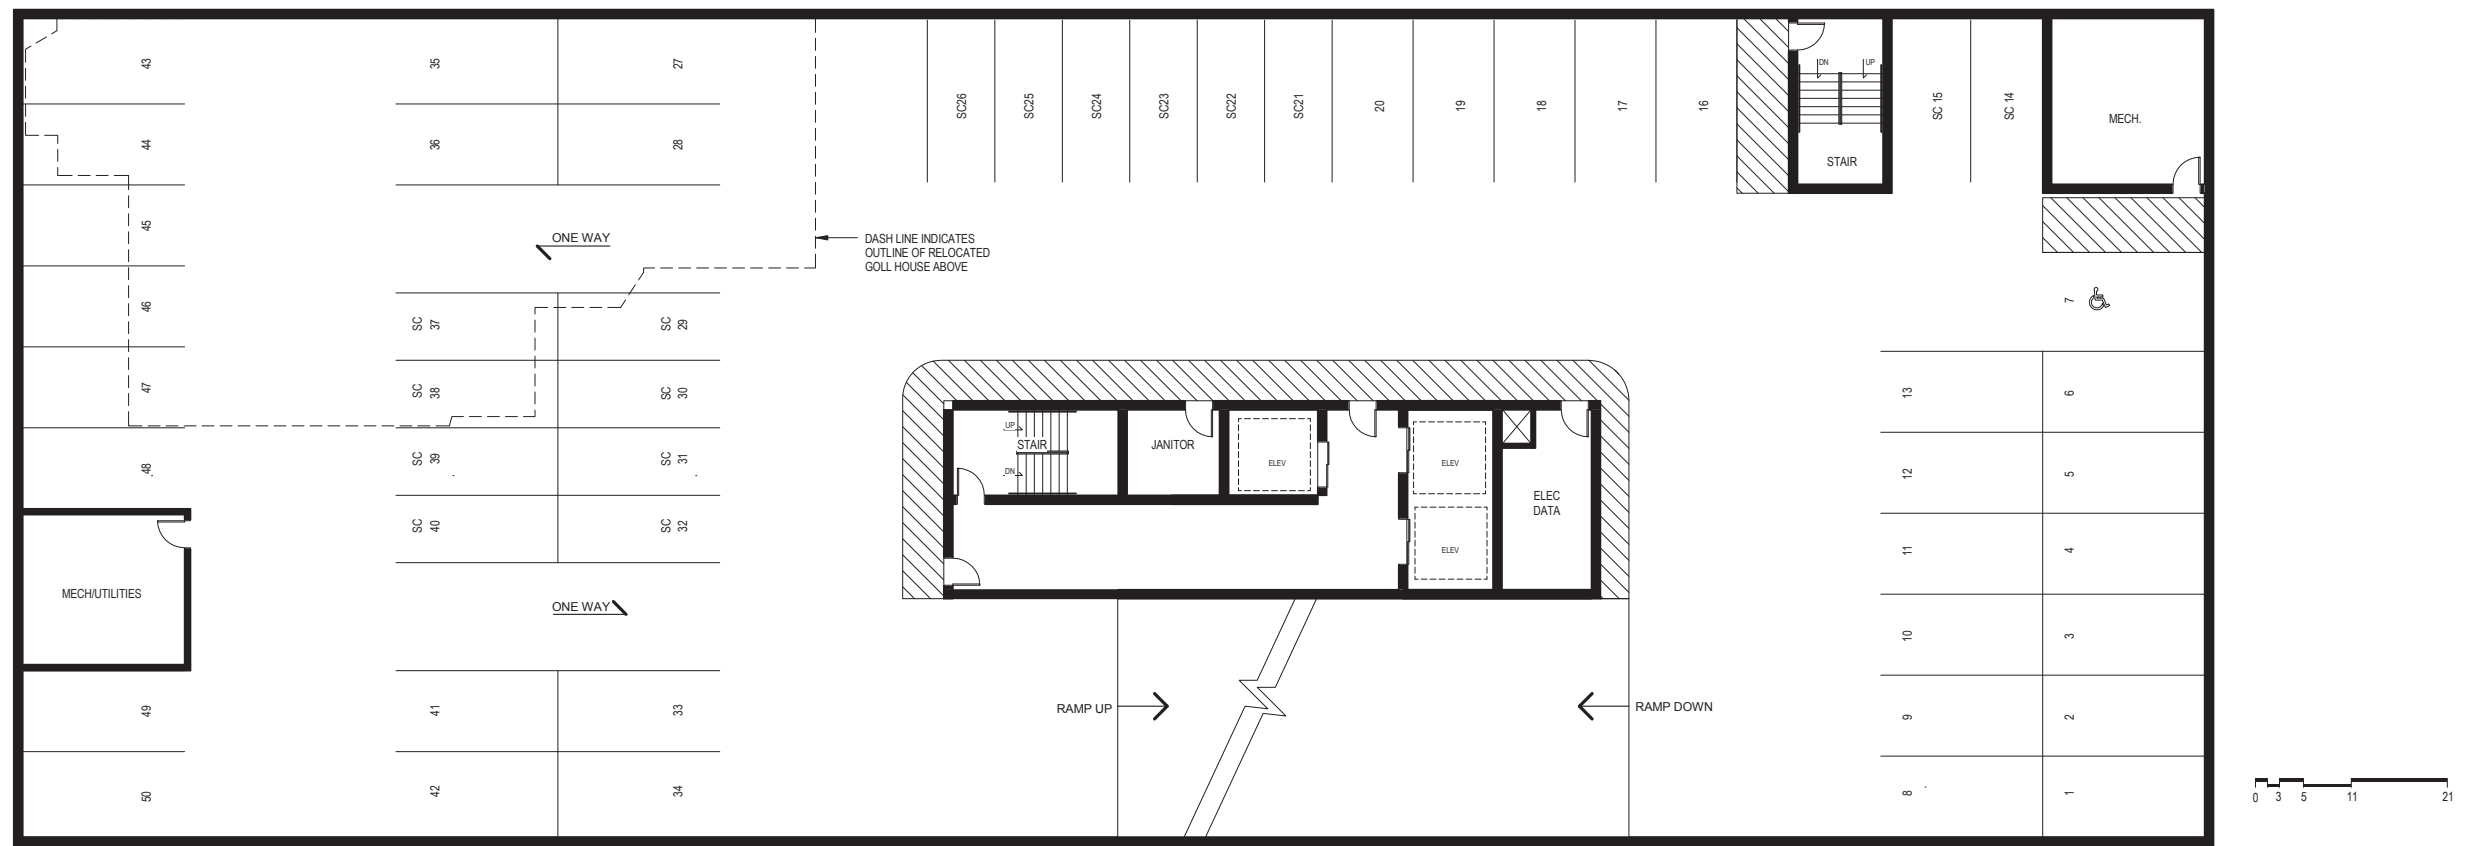 43
35
27
SC26
SC25
SC24
SC23
SC22
SC21
20
19
18
17
16
DN
UP
STAIR
SC 15
SC 14
MECH.
44
36
28
45
ONE WAY
DASH LINE INDICATES
OUTLINE OF RELOCATED
GOLL HOUSE ABOVE
46
SC 37
SC 29
7
47
SC 38
SC 30
13
6
48
SC 39
SC 31
UP
STAIR
DN
JANITOR
ELEV
ELEV
ELEV
ELEC
DATA
12
5
SC 40
SC 32
11
4
MECH/UTILITIES
ONE WAY
10
3
49
41
33
RAMP UP
RAMP DOWN
9
2
50
42
34
8
1
0 3 5 11 21